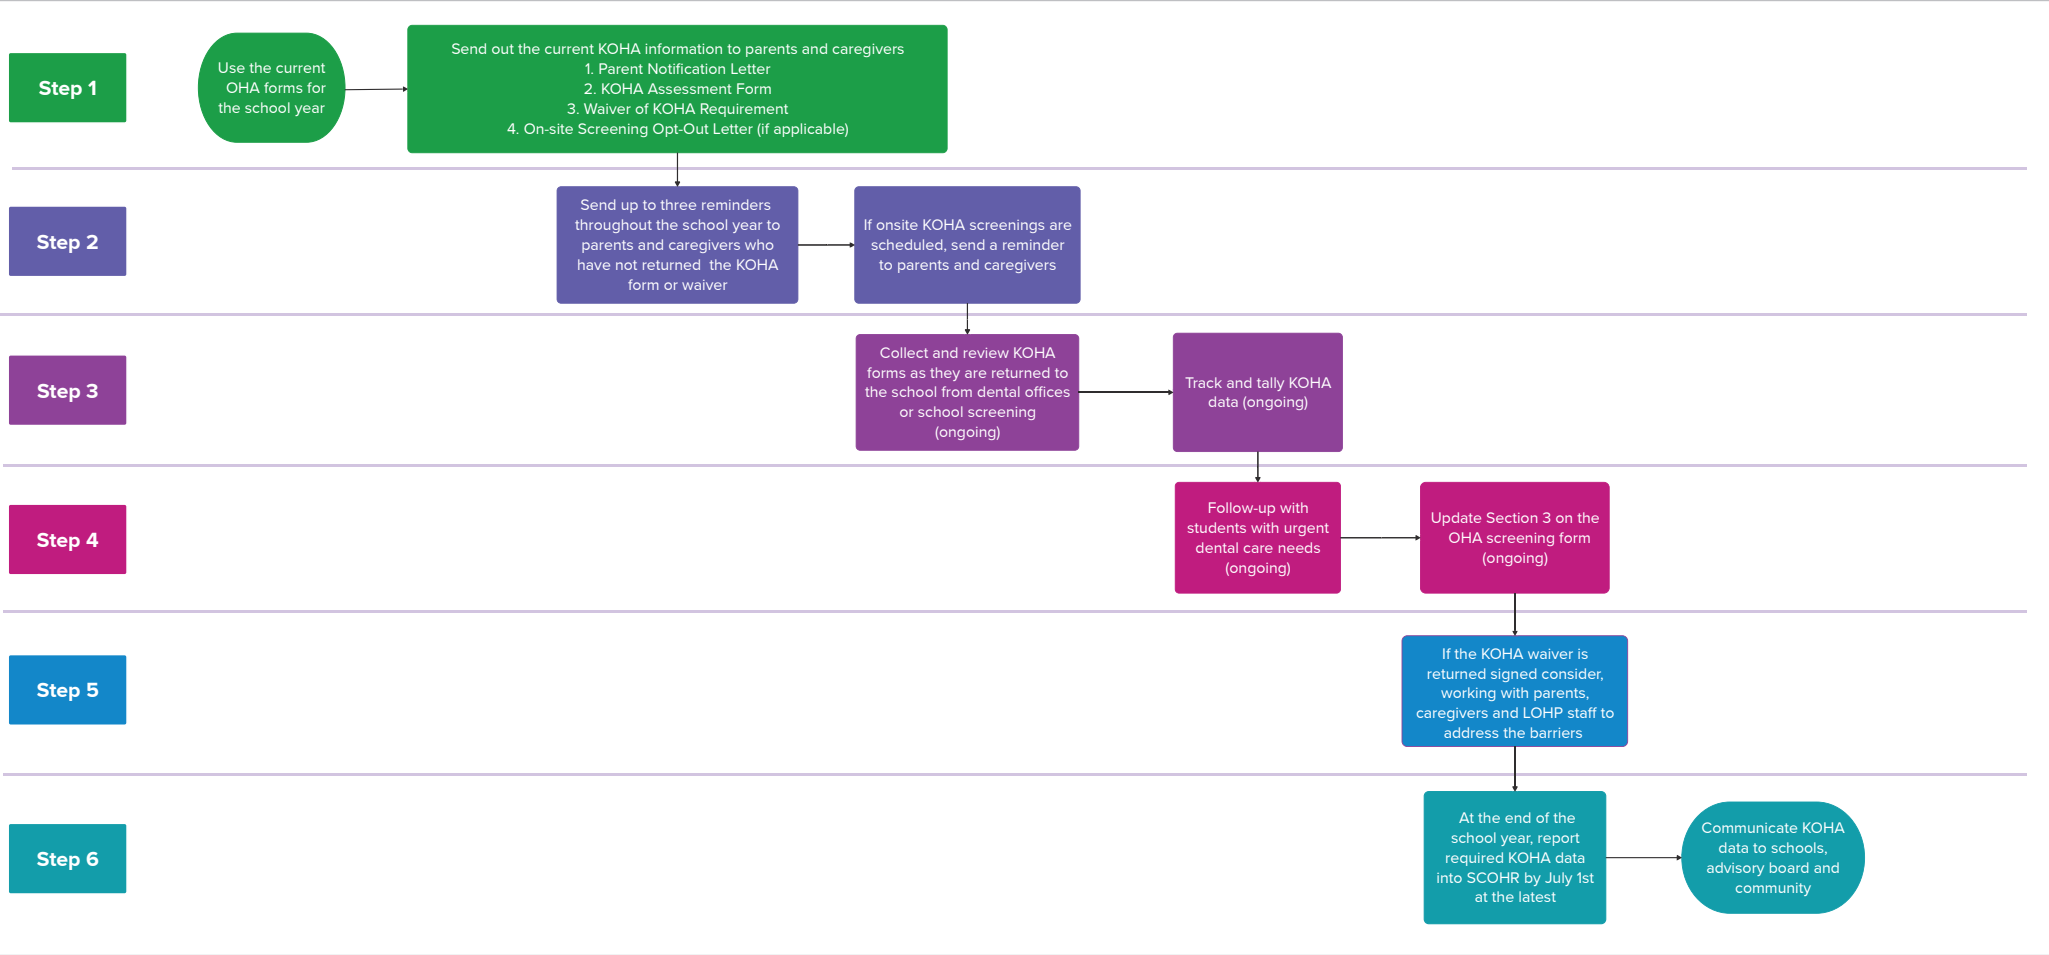 Step 1
Use the current
OHA forms for
the school year
Send out the current KOHA information to parents and caregivers
1. Parent Notification Letter
2. KOHA Assessment Form
3. Waiver of KOHA Requirement
4. On-site Screening Opt-Out Letter (if applicable)
Step 2
Send up to three reminders
throughout the school year to
parents and caregivers who
have not returned the KOHA
form or waiver
If onsite KOHA screenings are
scheduled, send a reminder
to parents and caregivers
Step 3
Collect and review KOHA
forms as they are returned to
the school from dental offices
or school screening
(ongoing)
Track and tally KOHA
data (ongoing)
Step 4
Follow-up with
students with urgent
dental care needs
(ongoing)
Update Section 3 on the
OHA screening form
(ongoing)
Step 5
If the KOHA waiver is
returned signed consider,
working with parents,
caregivers and LOHP staff to
address the barriers
Step 6
At the end of the
school year, report
required KOHA data
into SCOHR by July 1st
at the latest
Communicate KOHA
data to schools,
advisory board and
community